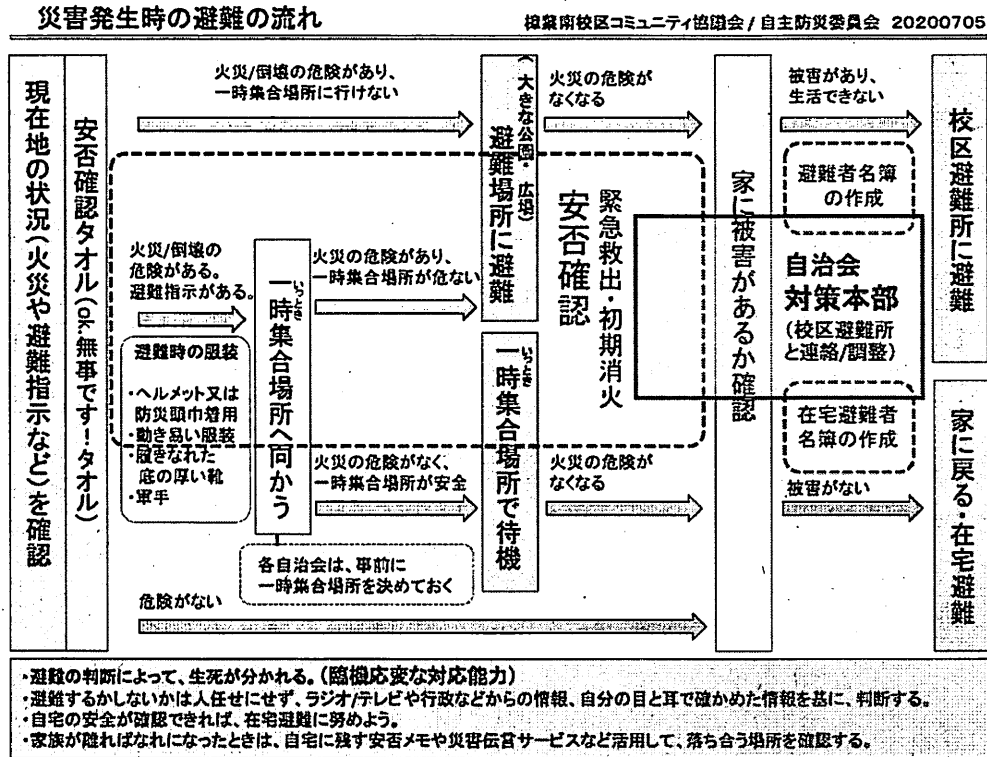 災害発生時の避難の流れ
樟葉南校区コミュニティ協議会/自主防災委員会 20200705
現在地の状況(火災や避難指示など)を確認
安否確認タオル(ok.無事です!タオル)
火災/倒壊の危険があり、
一時集合場所に行けない
火災/倒壊の
危険がある。
避難指示がある。
避難時の服装
・ヘルメット又は
防災頭巾着用
・動き易い服装
・履きなれた
底の厚い靴
・軍手
いっとき
一時集合場所へ向かう
火災の危険があり、
一時集合場所が危ない
火災の危険がなく、
一時集合場所が安全
各自治会は、事前に
一時集合場所を決めておく
危険がない
(大きな公園・広場)
避難場所に避難
いっとき
一時集合場所で待機
火災の危険が
なくなる
緊急救出・初期消火
安否確認
火災の危険が
なくなる
家に被害があるか確認
被害があり、
生活できない
避難者名簿
の作成
自治会
対策本部
(校区避難所
と連絡/調整)
在宅避難者
名簿の作成
被害がない
校区避難所に避難
家に戻る・在宅避難
・避難の判断によって、生死が分かれる。(臨機応変な対応能力)
・避難するかしないかは人任せにせず、ラジオ/テレビや行政などからの情報、自分の目と耳で確かめた情報を基に、判断する。
・自宅の安全が確認できれば、在宅避難に努めよう。
・家族が離ればなれになったときは、自宅に残す安否メモや災害伝言サービスなど活用して、落ち合う場所を確認する。